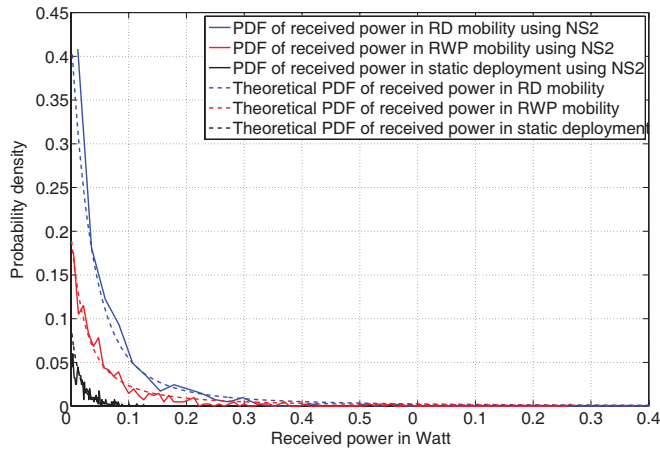 0.45
0.4
0.35
0.3
0.25
0.2
0.15
0.1
0.05
0
Probability density
PDF of received power in RD mobility using NS2
PDF of received power in RWP mobility using NS2
PDF of received power in static deployment using NS2
Theoretical PDF of received power in RD mobility
Theoretical PDF of received power in RWP mobility
Theoretical PDF of received power in static deployment
0 0.1 0.2 0.3 0.4 0.5 0 0.1 0.2 0.3 0.4
Received power in Watt